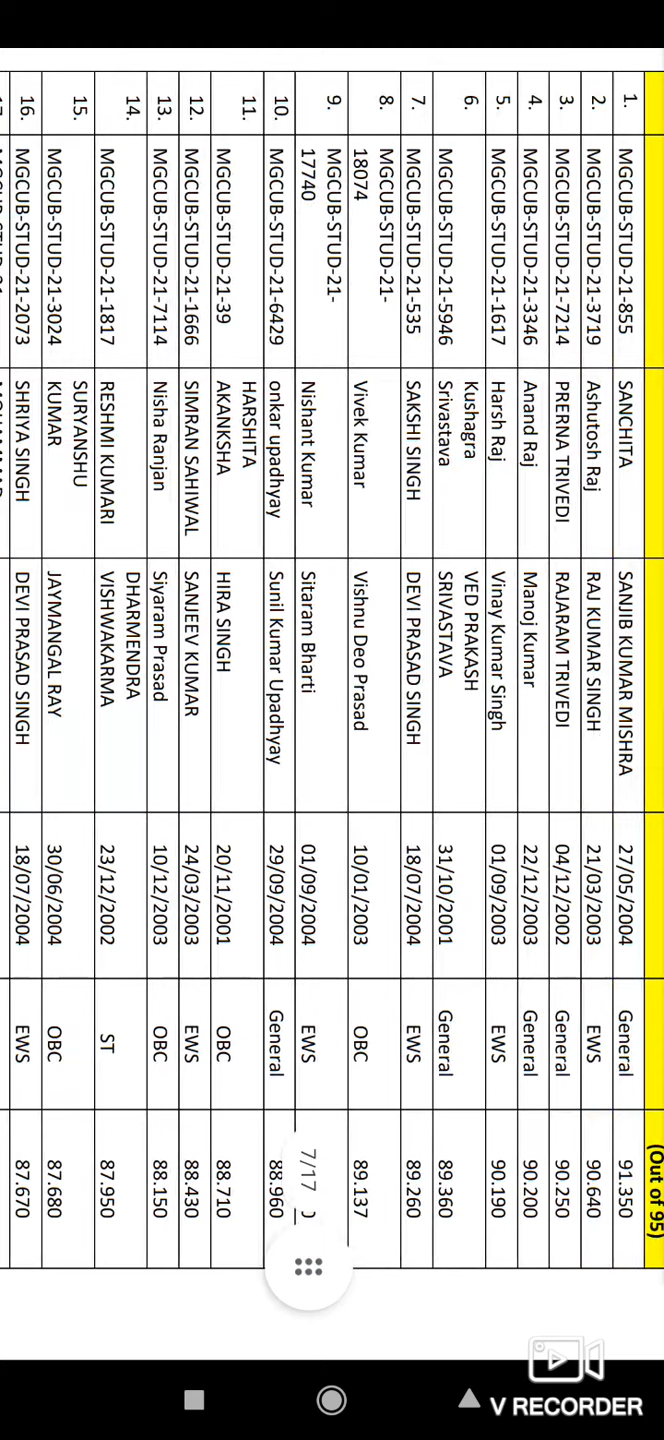 (Out of 95)
1. MGCUB-STUD-21-855 SANCHITA SANJIB KUMAR MISHRA 27/05/2004 General 91.350
2. MGCUB-STUD-21-3719 Ashutosh Raj RAJ KUMAR SINGH 21/03/2003 EWS 90.640
3. MGCUB-STUD-21-7214 PRERNA TRIVEDI RAJARAM TRIVEDI 04/12/2002 General 90.250
4. MGCUB-STUD-21-3346 Anand Raj Manoj Kumar 22/12/2003 General 90.200
5. MGCUB-STUD-21-1617 Harsh Raj Vinay Kumar Singh 01/09/2003 EWS 90.190
Kushagra VED PRAKASH
6. MGCUB-STUD-21-5946 Srivastava SRIVASTAVA 31/10/2001 General 89.360
7. MGCUB-STUD-21-535 SAKSHI SINGH DEVI PRASAD SINGH 18/07/2004 EWS 89.260
8. MGCUB-STUD-21-
18074 Vivek Kumar Vishnu Deo Prasad 10/01/2003 OBC 89.137
9. MGCUB-STUD-21-
17740 Nishant Kumar Sitaram Bharti 01/09/2004 EWS
7/17
10. MGCUB-STUD-21-6429 onkar upadhyay Sunil Kumar Upadhyay 29/09/2004 General 88.960
HARSHITA
11. MGCUB-STUD-21-39 AKANKSHA HIRA SINGH 20/11/2001 OBC 88.710
12. MGCUB-STUD-21-1666 SIMRAN SAHIWAL SANJEEV KUMAR 24/03/2003 EWS 88.430
13. MGCUB-STUD-21-7114 Nisha Ranjan Siyaram Prasad 10/12/2003 OBC 88.150
DHARMENDRA
14. MGCUB-STUD-21-1817 RESHMI KUMARI VISHWAKARMA 23/12/2002 ST 87.950
SURYANSHU
15. MGCUB-STUD-21-3024 KUMAR JAYMANGAL RAY 30/06/2004 OBC 87.680
16. MGCUB-STUD-21-2073 SHRIYA SINGH DEVI PRASAD SINGH 18/07/2004 EWS 87.670
V RECORDER